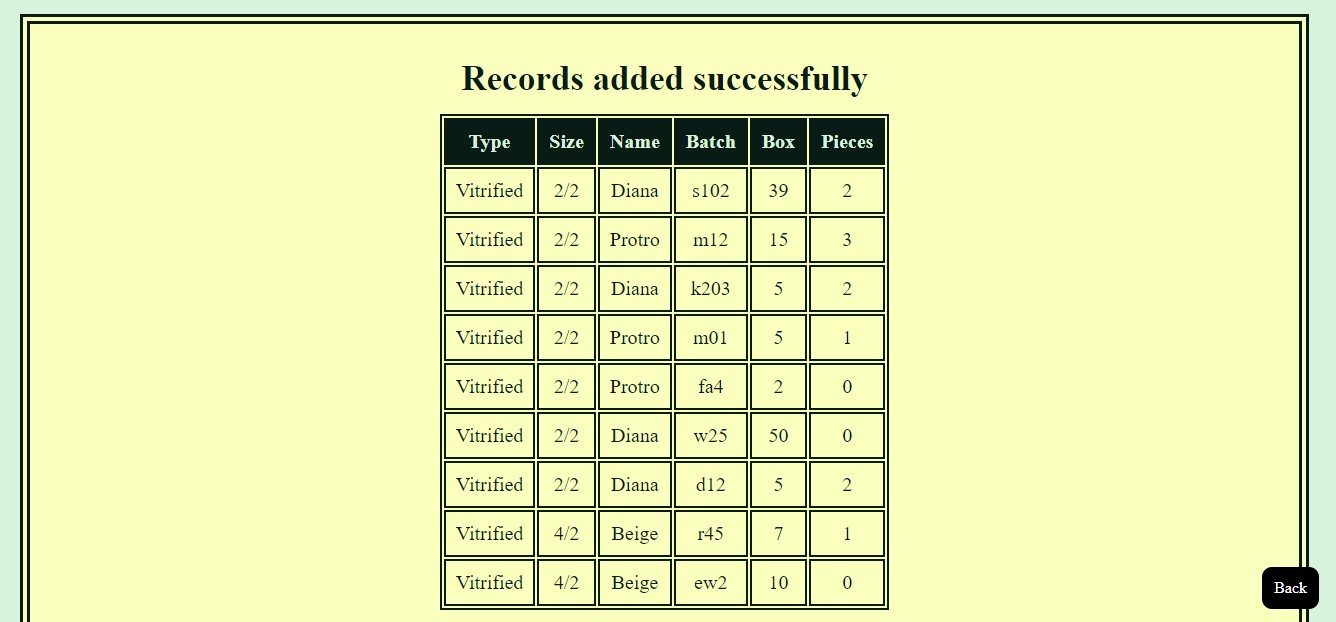 Records added successfully
Type Size Name Batch Box Pieces
Vitrified 2/2 Diana s102 39 2
Vitrified 2/2 Protro m12 15 3
Vitrified 2/2 Diana k203 5 2
Vitrified 2/2 Protro m01 5 1
Vitrified 2/2 Protro fa4 2 0
Vitrified 2/2 Diana w25 50 0
Vitrified 2/2 Diana d12 5 2
Vitrified 4/2 Beige r45 7 1
Vitrified 4/2 Beige ew2 10 0
Back